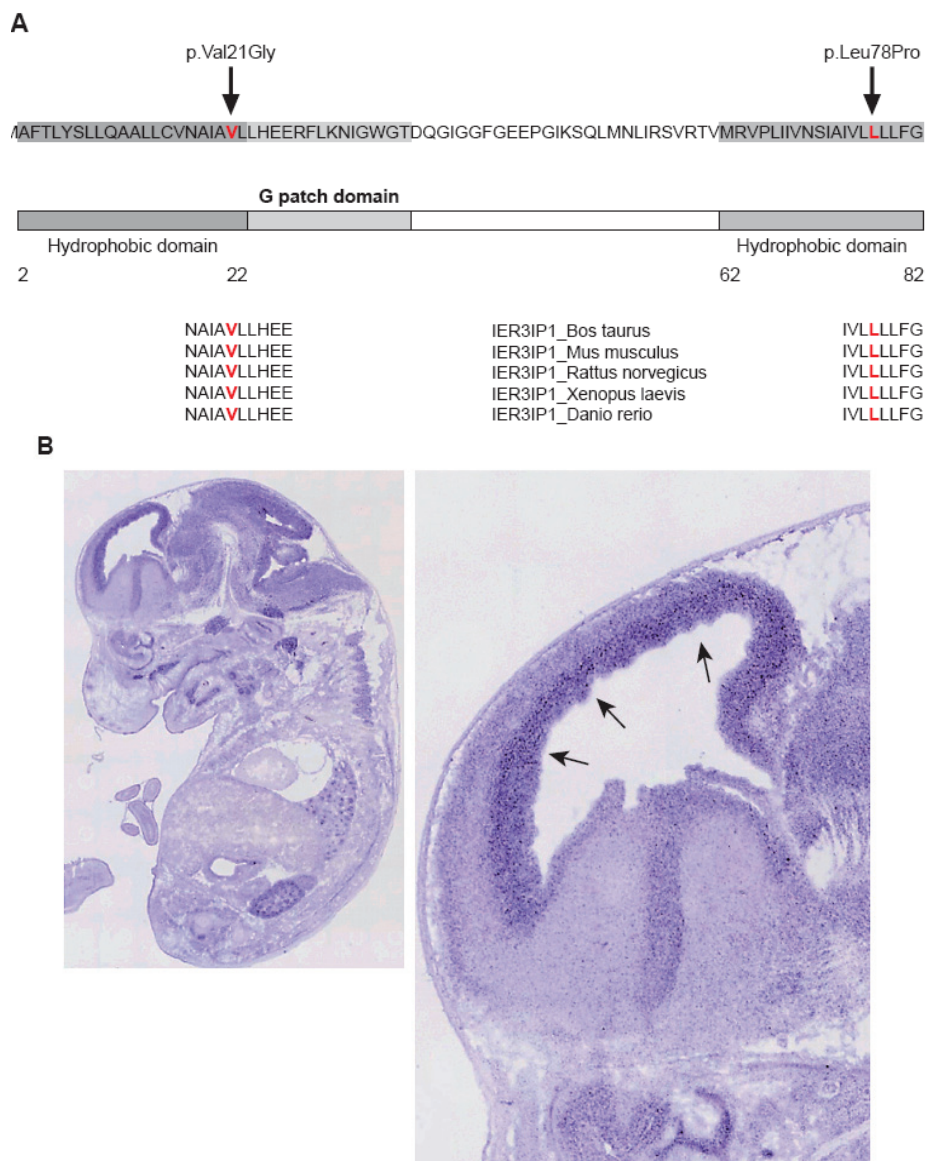 A
p.Val21Gly p.Leu78Pro
MAFTLYSLLQAALLCVNAIAVLLHEERFLKNIGWGTDQGIGGFGEEPGIKSQLMNLIRSVRTVMRVPLIIVNSIAIVLLLLFG
G patch domain
Hydrophobic domain Hydrophobic domain
2 22 62 82
NAIAVLLHEE IER3IP1_Bos taurus IVLLLLFG
NAIAVLLHEE IER3IP1_Mus musculus IVLLLLFG
NAIAVLLHEE IER3IP1_Rattus norvegicus IVLLLLFG
NAIAVLLHEE IER3IP1_Xenopus laevis IVLLLLFG
NAIAVLLHEE IER3IP1_Danio rerio IVLLLLFG
B